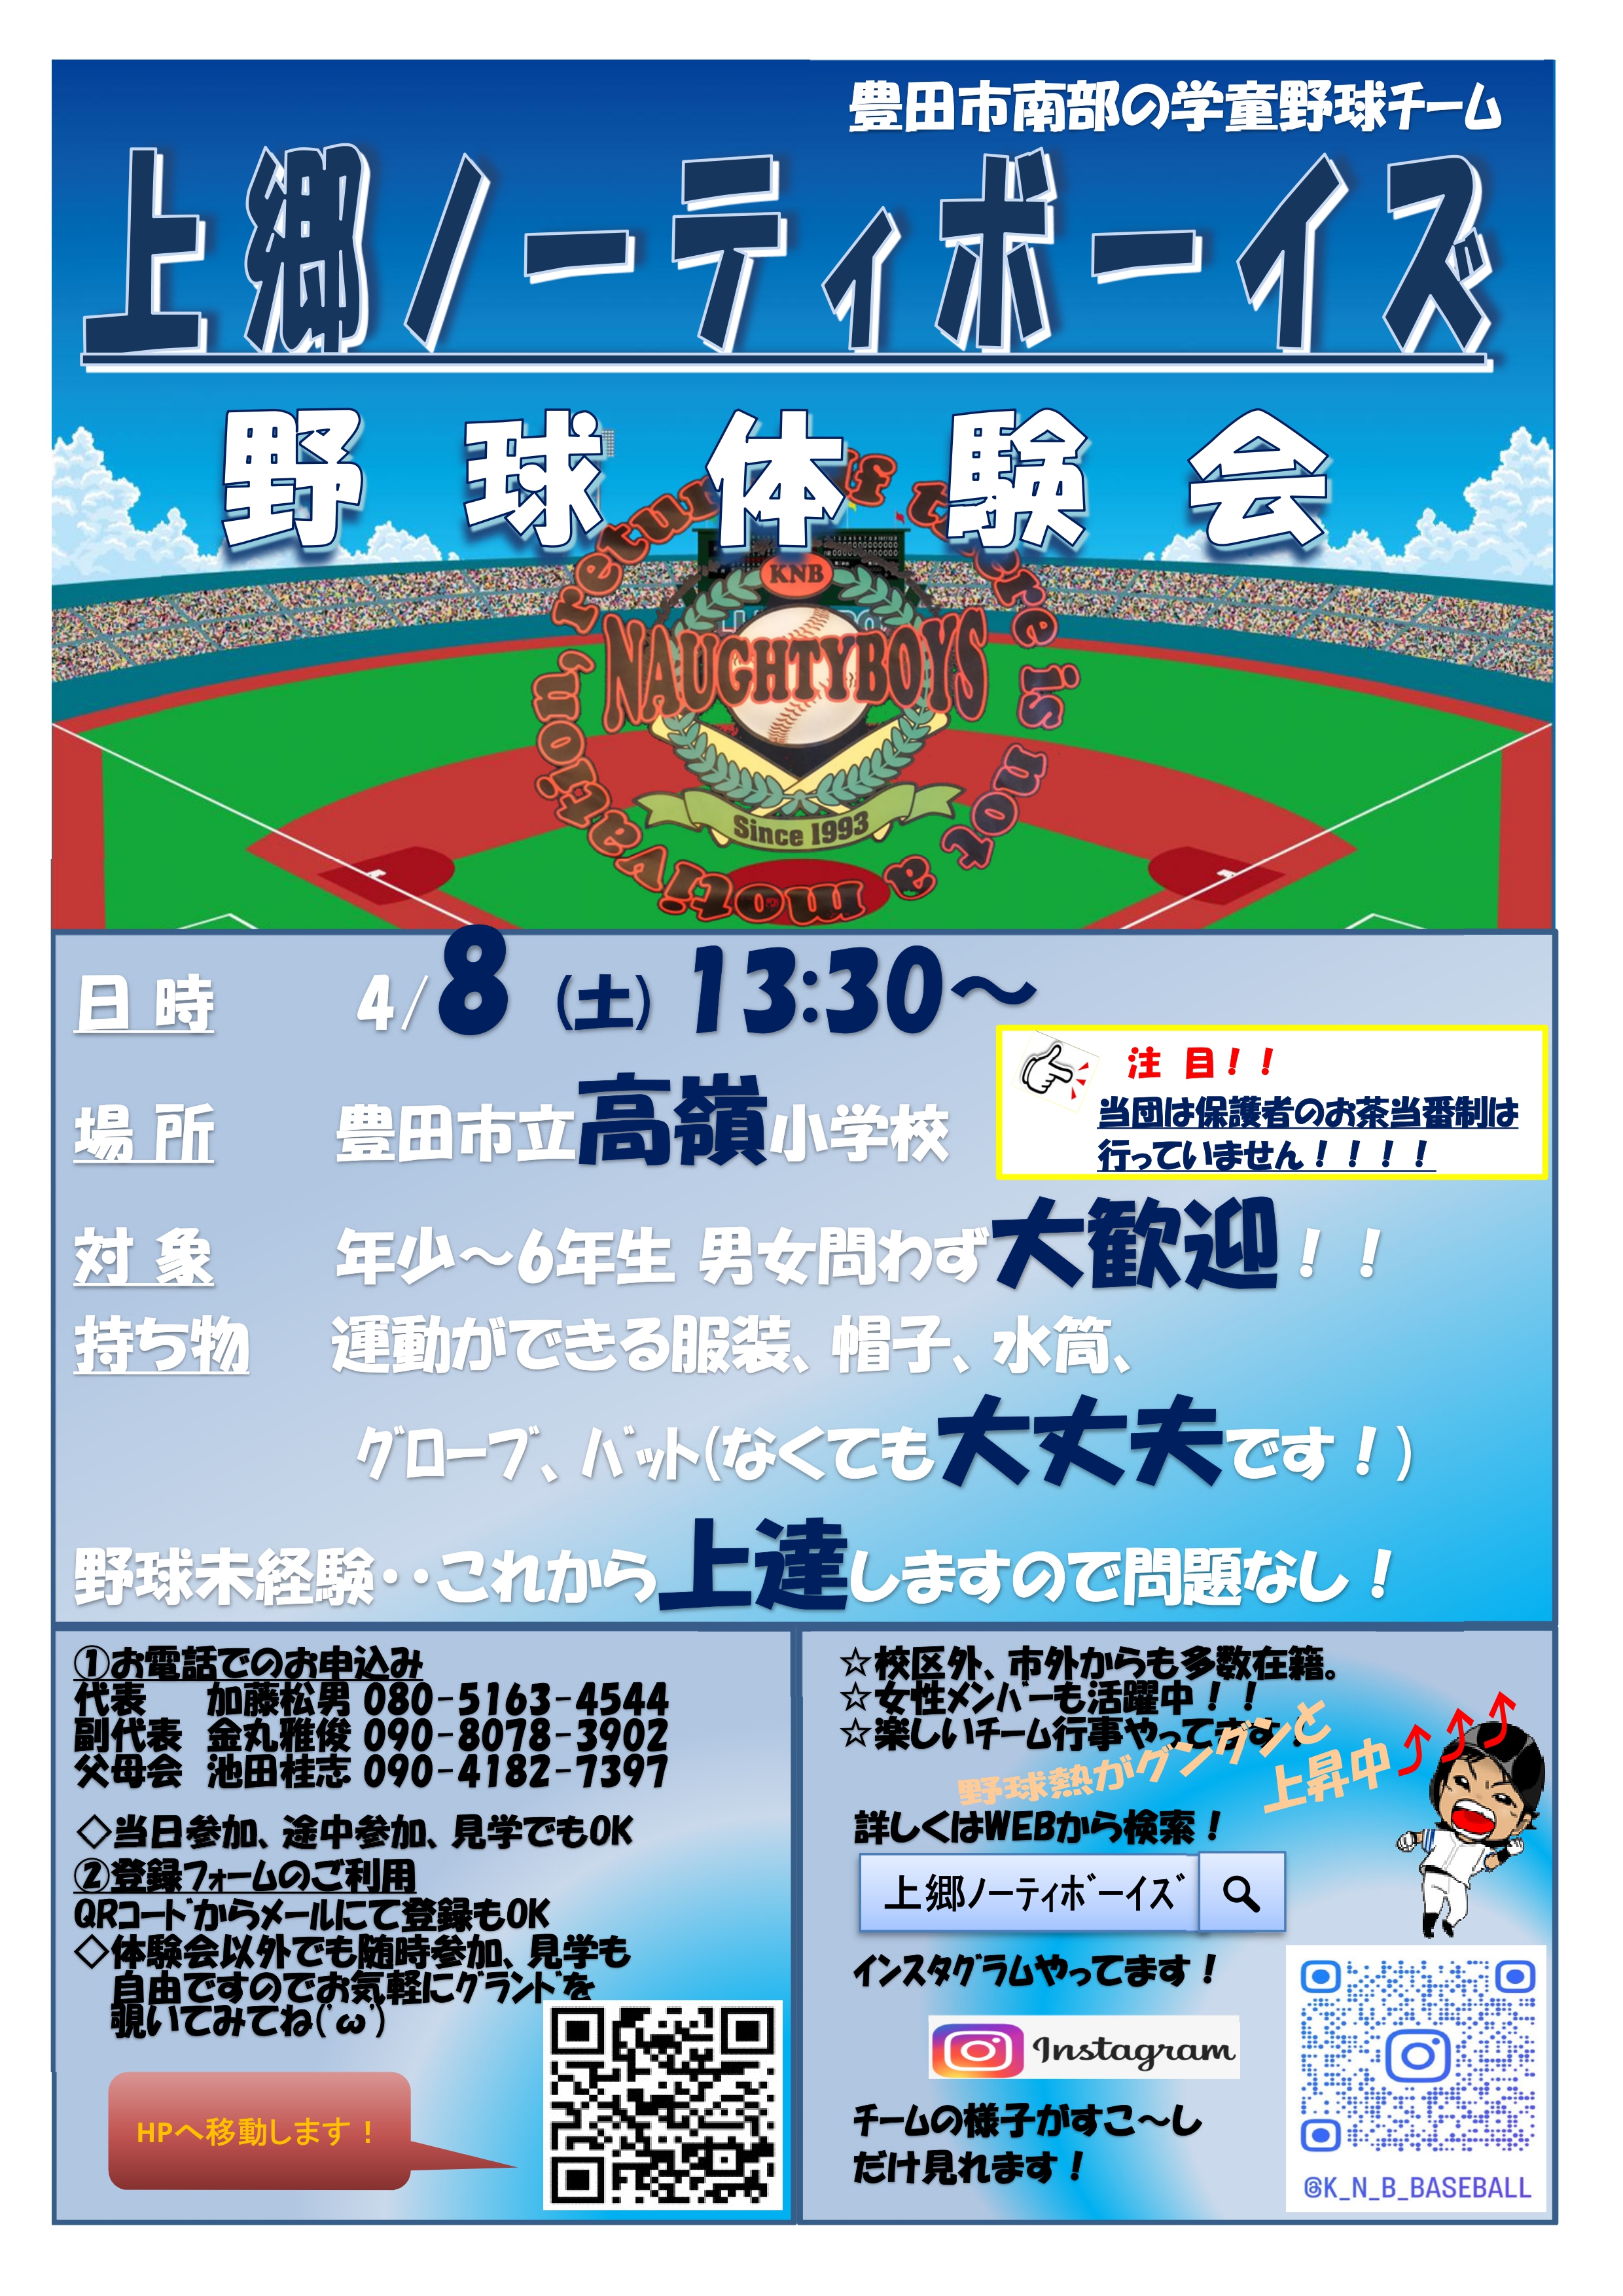 豊田市南部の学童野球チーム
上郷ノーティボーイズ
野球体験会
return if there is not a motivation,
KNB
NAUGHTYBOYS
Since 1993
日時 4/8 (土) 13:30～
注目！！
当団は保護者のお茶当番制は
行っていません！！！！
場所 豊田市立高嶺小学校
対象 年少～6年生 男女問わず大歓迎！！
持ち物 運動ができる服装、帽子、水筒、
グローブ、バット(なくても大丈夫です！)
野球未経験・・これから上達しますので問題なし！
①お電話でのお申込み
代表 加藤松男 080-5163-4544
副代表 金丸雅俊 090-8078-3902
父母会 池田桂志 090-4182-7397
◇当日参加、途中参加、見学でもOK
②登録フォームのご利用
QRコードからメールにて登録もOK
◇体験会以外でも随時参加、見学も
自由ですのでお気軽にグランドを
覗いてみてね('ω')
HPへ移動します！
☆校区外、市外からも多数在籍。
☆女性メンバーも活躍中！！
☆楽しいチーム行事やってます！
野球熱がグングンと
上昇中⤴⤴⤴
詳しくはWEBから検索！
上郷ノーティボーイズ
インスタグラムやってます！
Instagram
チームの様子がすこ～し
だけ見れます！
@K_N_B_BASEBALL